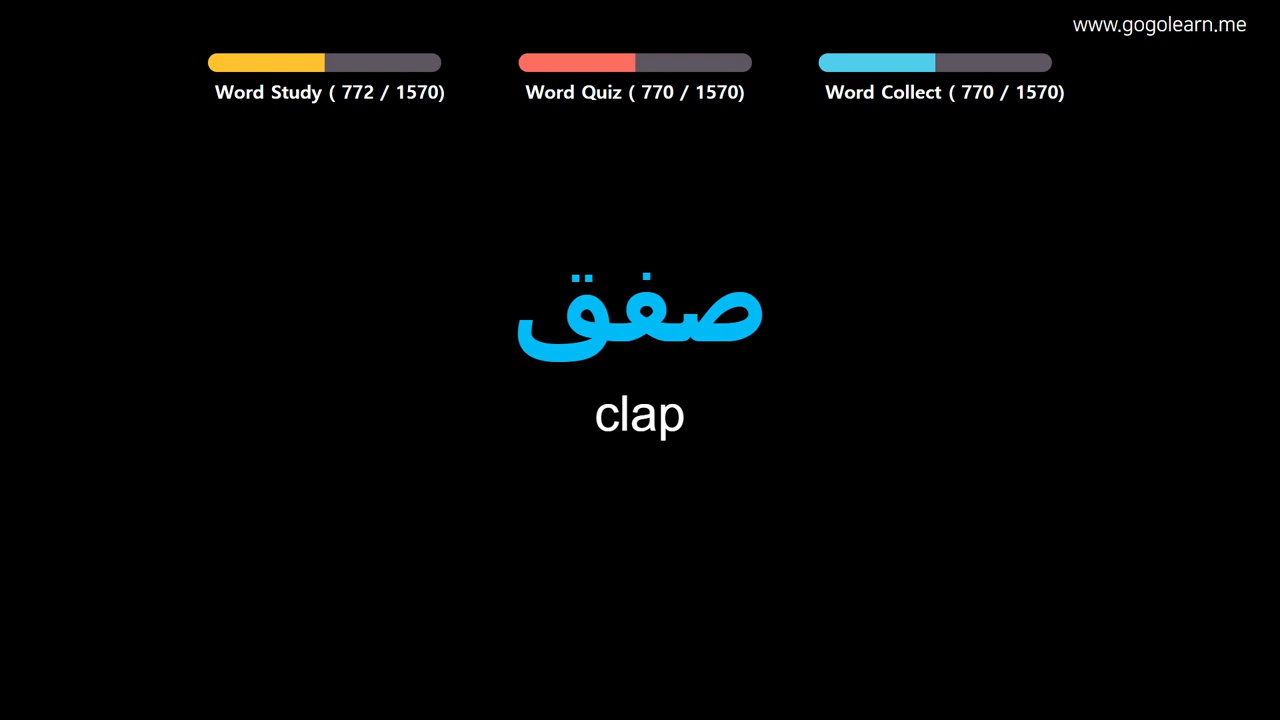 www.gogolearn.me
Word Study ( 772 / 1570)
Word Quiz ( 770 / 1570)
Word Collect ( 770 / 1570)
صفق
clap